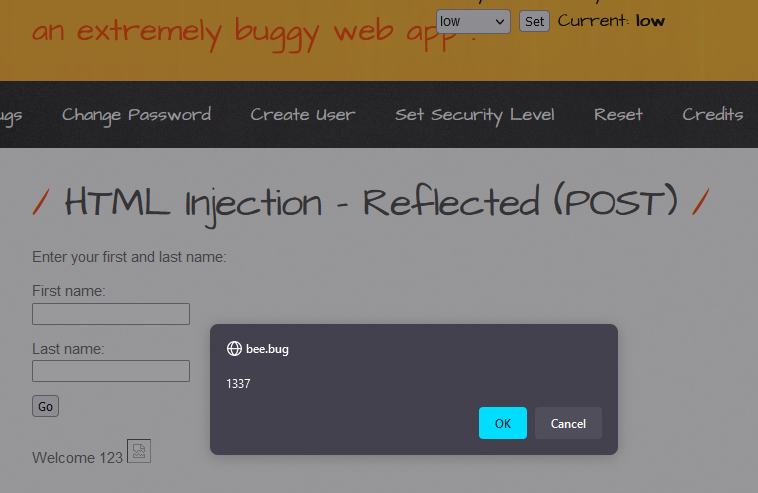 an extremely buggy web app !
low Set Current: low
ugs Change Password Create User Set Security Level Reset Credits
/ HTML Injection - Reflected (POST) /
Enter your first and last name:
First name:
Last name:
Go
Welcome 123
bee.bug
1337
OK Cancel